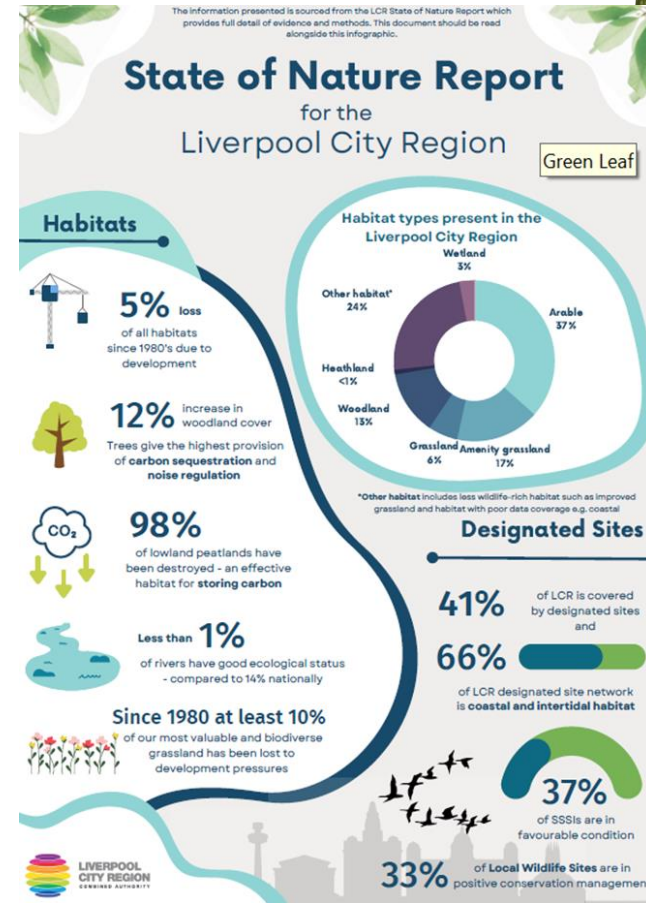 The information presented is sourced from the LCR State of Nature Report which
provides full detail of evidence and methods. This document should be read
alongside this infographic.
State of Nature Report
for the
Liverpool City Region
Green Leaf
Habitats
5% loss
of all habitats
since 1980's due to
development
12% increase in
woodland cover
Trees give the highest provision
of carbon sequestration and
noise regulation
CO₂
98%
of lowland peatlands have
been destroyed - an effective
habitat for storing carbon
Less than 1%
of rivers have good ecological status
- compared to 14% nationally
Since 1980 at least 10%
of our most valuable and biodiverse
grassland has been lost to
development pressures
LIVERPOOL
CITY REGION
COMBINED AUTHORITY
Habitat types present in the
Liverpool City Region
Wetland
3%
Other habitat*
24%
Arable
37%
Heathland
<1%
Woodland
13%
Grassland
6%
Amenity grassland
17%
*Other habitat includes less wildlife-rich habitat such as improved
grassland and habitat with poor data coverage e.g. coastal
Designated Sites
41% of LCR is covered
by designated sites
and
66%
of LCR designated site network
is coastal and intertidal habitat
37%
of SSSIs are in
favourable condition
33% of Local Wildlife Sites are in
positive conservation managemen